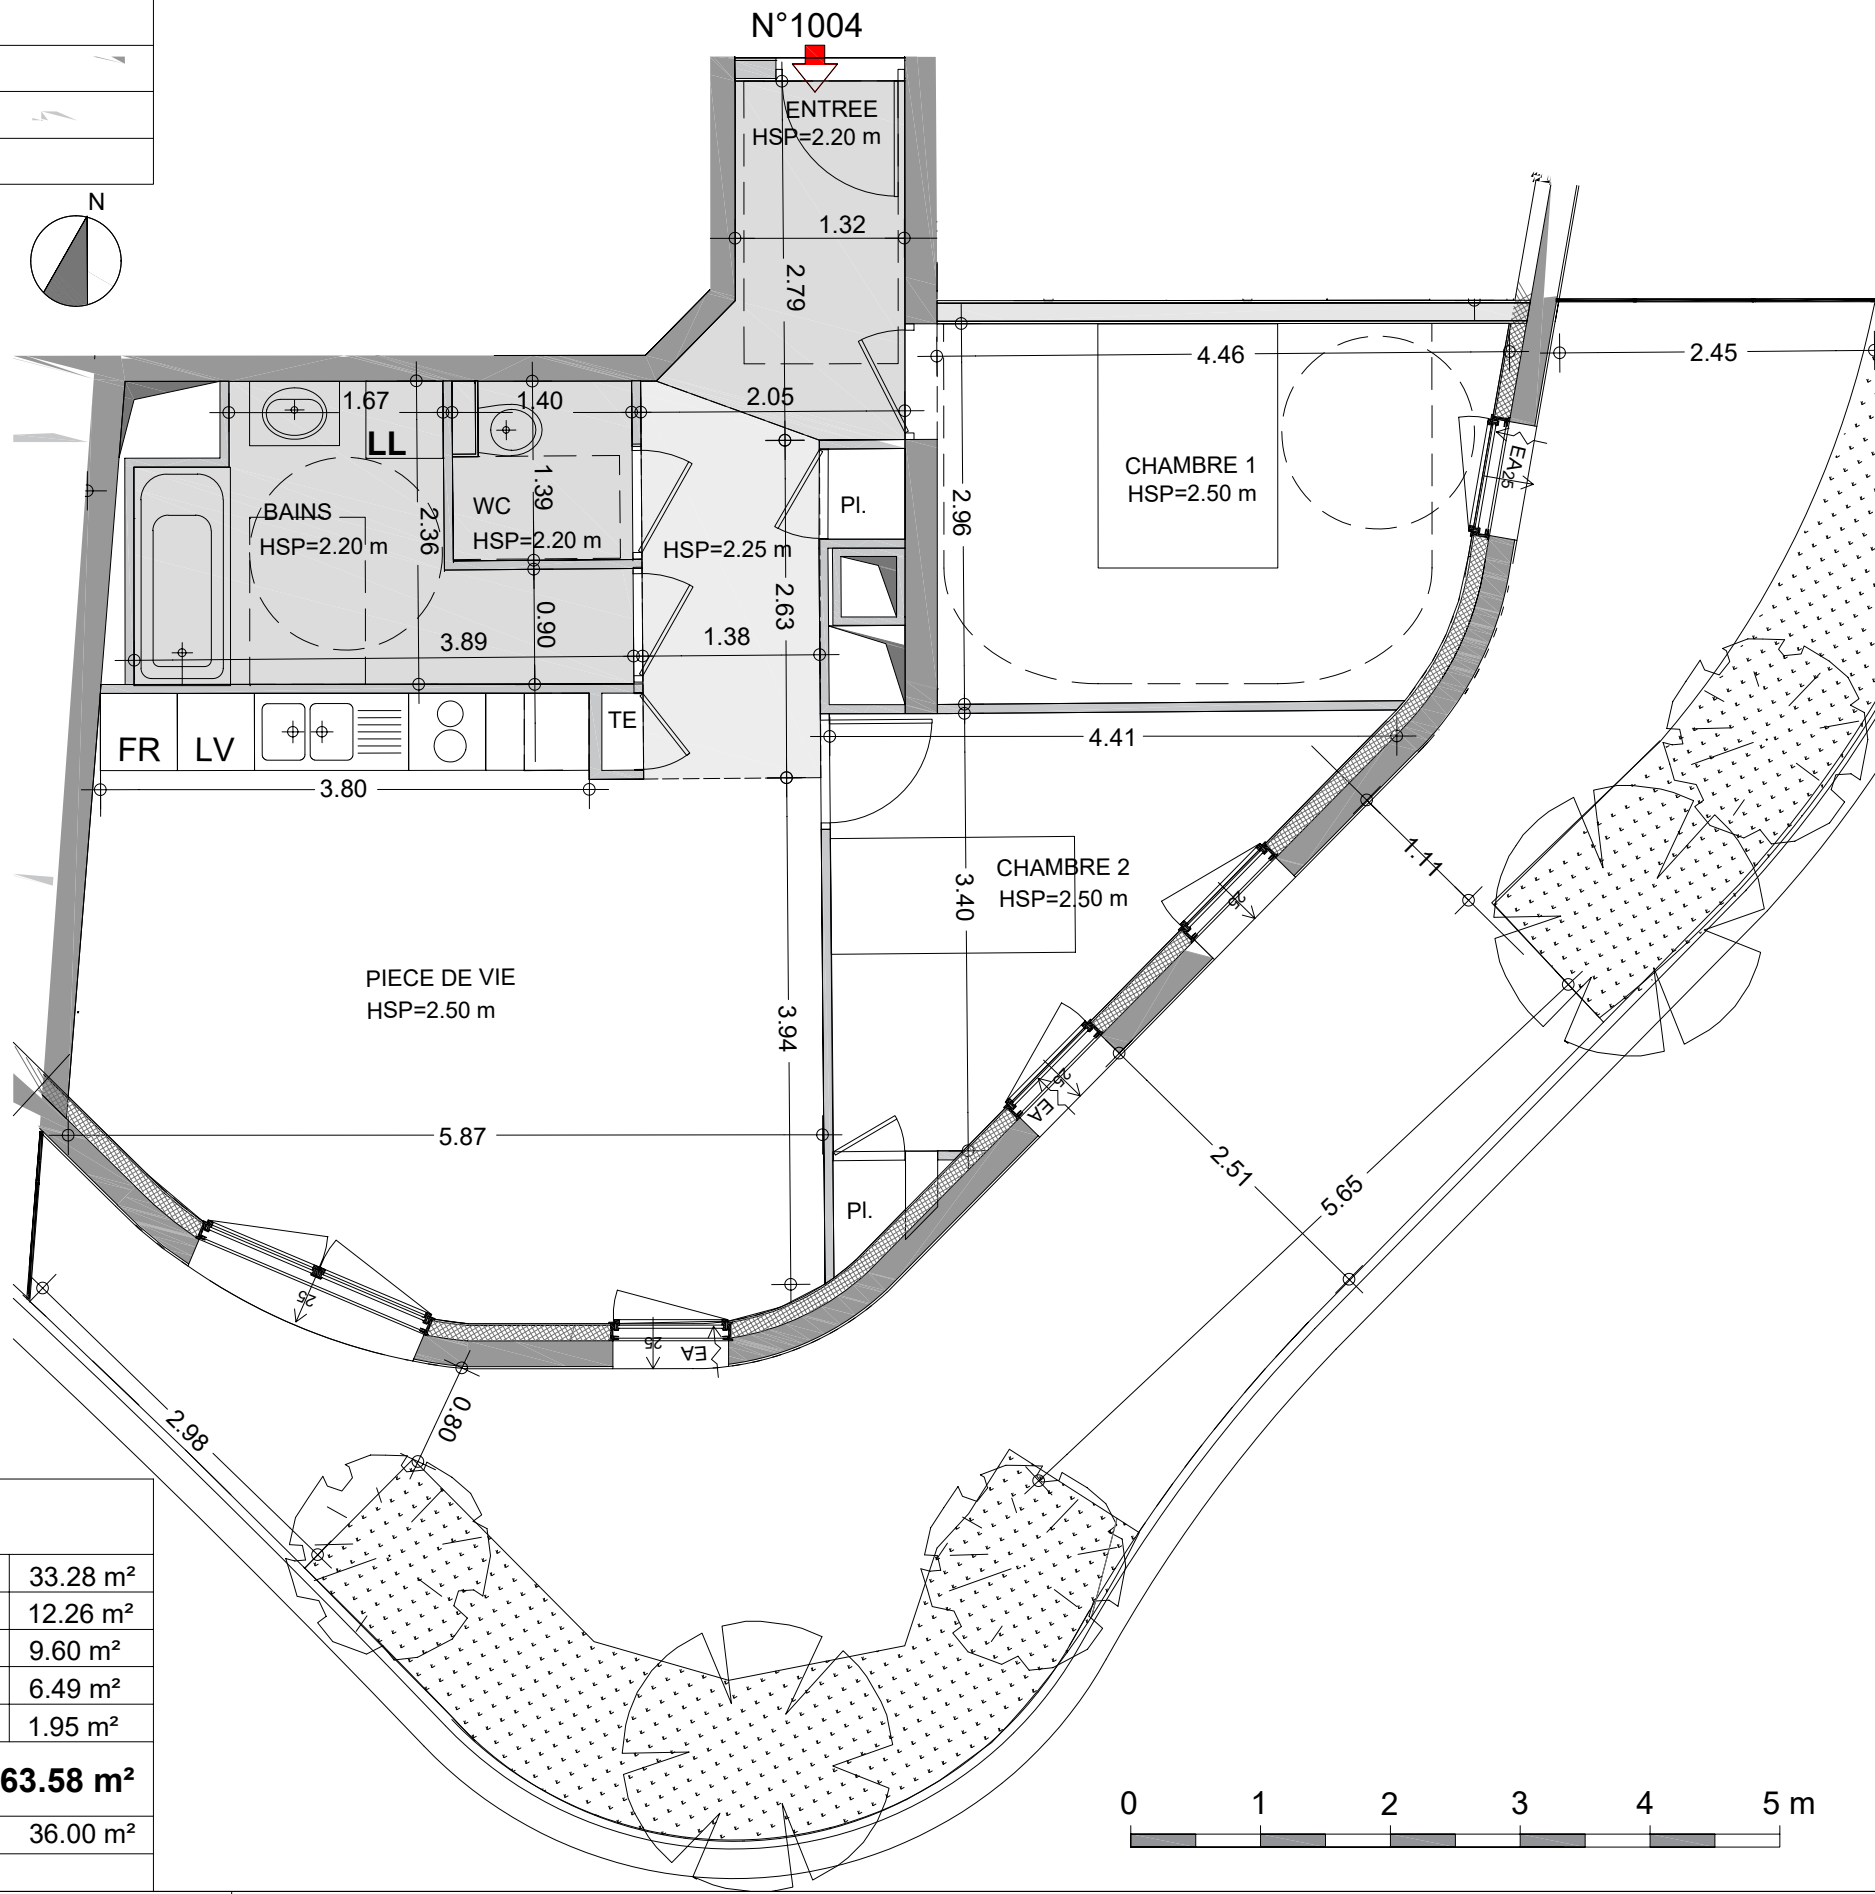 N°1004
ENTREE
HSP=2.20 m
N
1.32
2.79
4.46
2.45
1.67
1.40
2.05
LL
CHAMBRE 1
HSP=2.50 m
EA
25
1.39
2.96
Pl.
BAINS
HSP=2.20 m
WC
HSP=2.20 m
2.36
HSP=2.25 m
2.63
0.90
3.89
1.38
TE
FR
LV
4.41
3.80
1.11
CHAMBRE 2
HSP=2.50 m
3.40
25
PIECE DE VIE
HSP=2.50 m
3.94
25
EA
5.87
2.51
5.65
Pl.
25
25
EA
0.80
2.98
33.28 m²
12.26 m²
9.60 m²
6.49 m²
1.95 m²
63.58 m²
36.00 m²
0 1 2 3 4 5 m